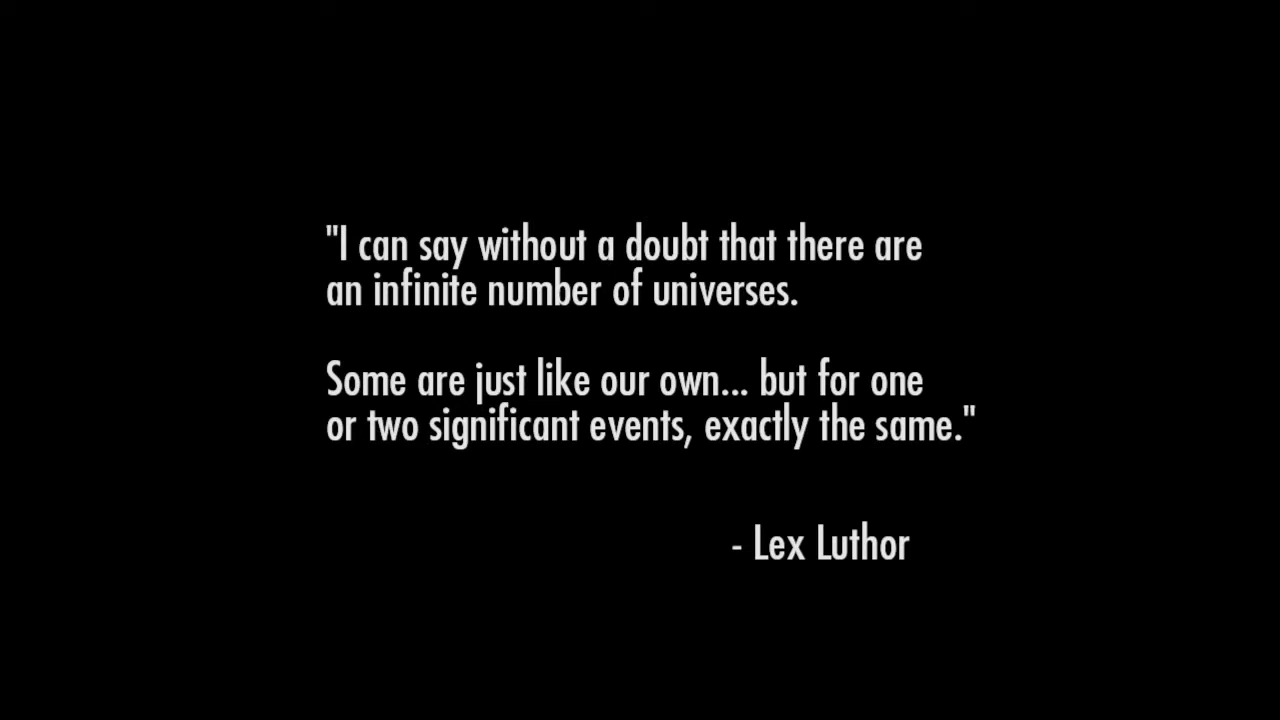 "I can say without a doubt that there are
an infinite number of universes.
Some are just like our own... but for one
or two significant events, exactly the same."
- Lex Luthor